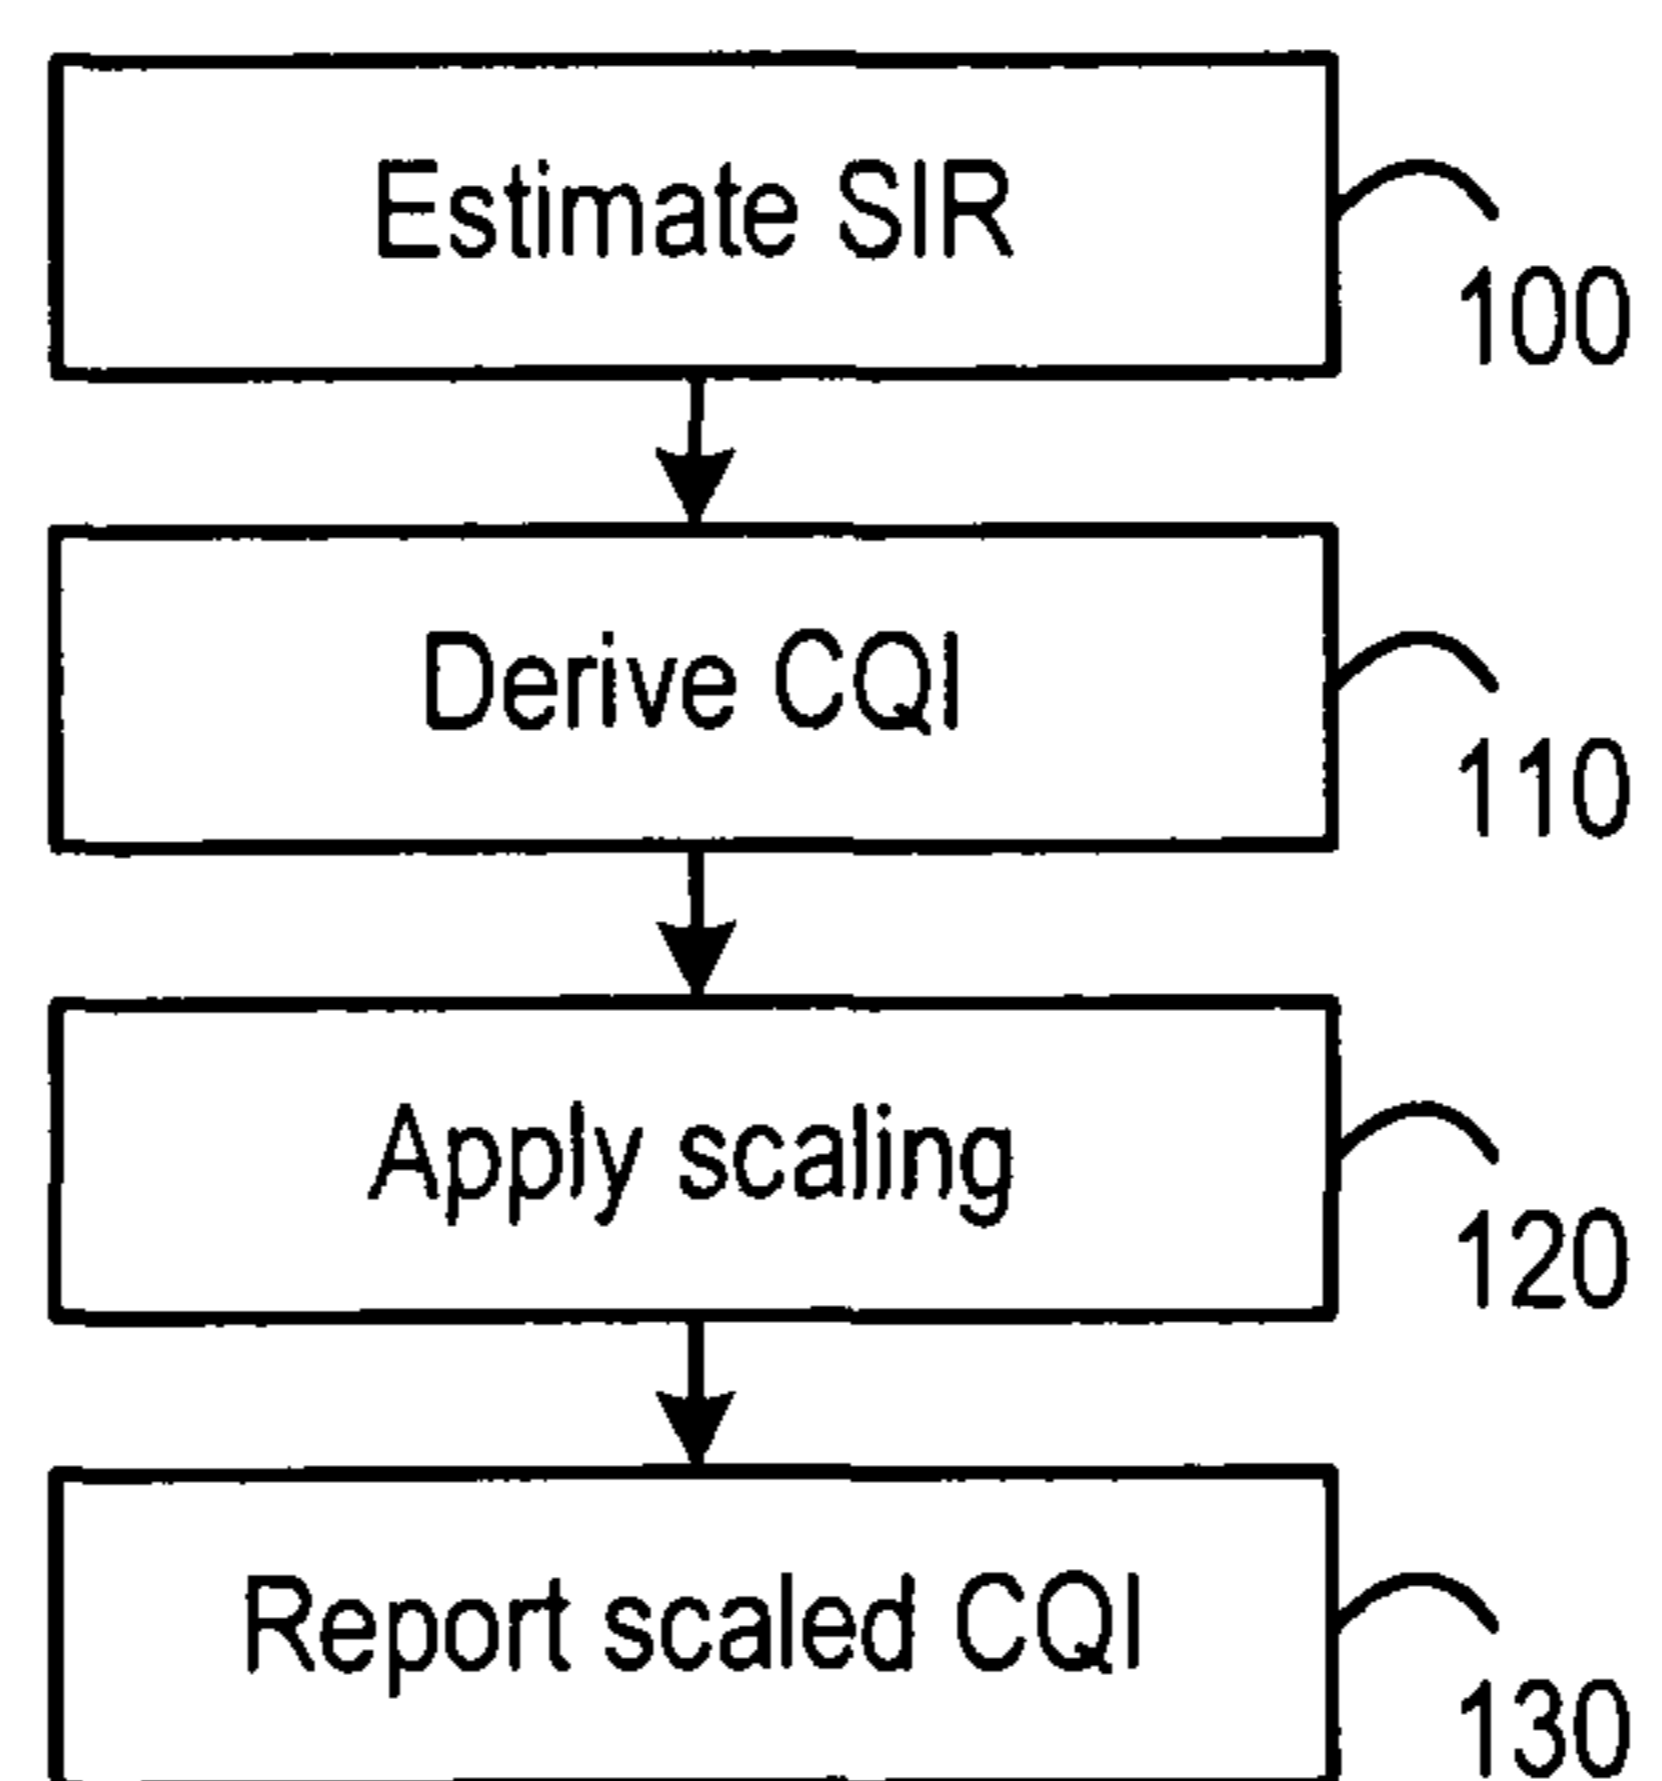 Estimate SIR
100
Derive CQI
110
Apply scaling
120
Report scaled CQI
130